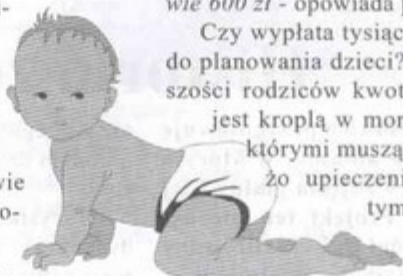 wie 600 zł - opowiada p
Czy wypłata tysiąc
do planowania dzieci?
szości rodziców kwot
jest kroplą w mor
którymi muszą
wie
żo upieczeni
o-
tym